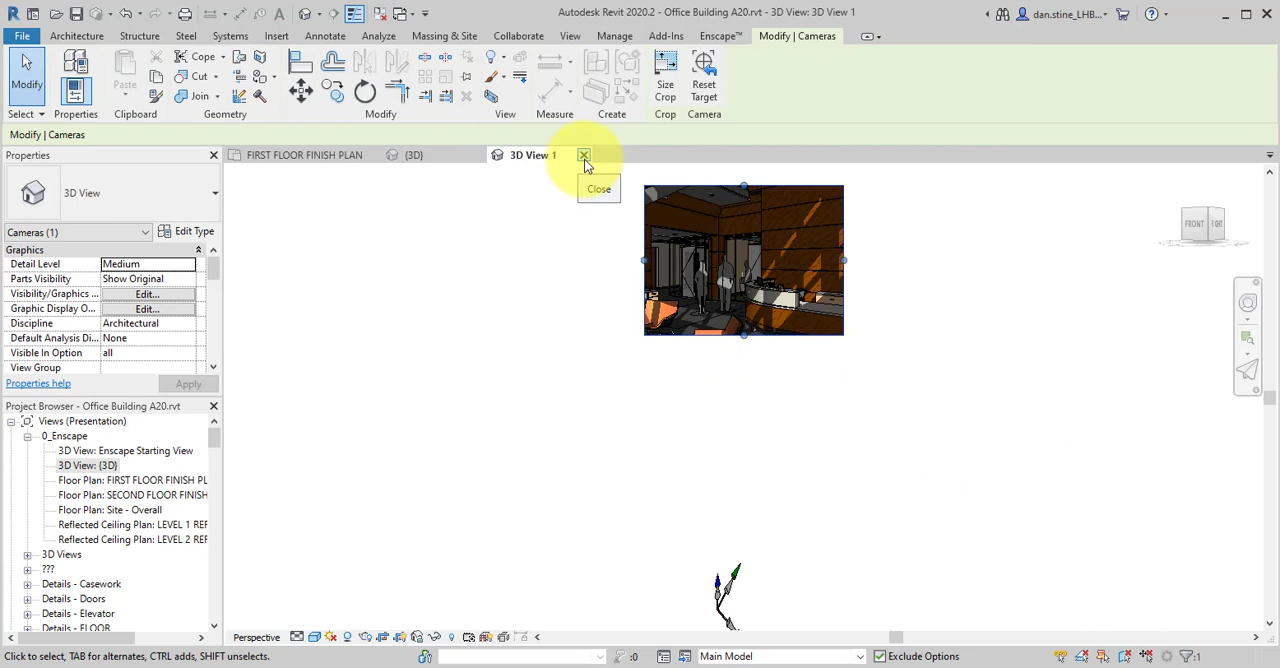 Autodesk Revit 2020.2 - Office Building A20.rvt - 3D View: 3D View 1
dan.stine_LHB...
File Architecture Structure Steel Systems Insert Annotate Analyze Massing & Site Collaborate View Manage Add-Ins Enscape™ Modify | Cameras
Modify
Paste
Cope
Cut
Join
Size Crop
Reset Target
Select Properties Clipboard Geometry Modify View Measure Create Crop Camera
Modify | Cameras
Properties
FIRST FLOOR FINISH PLAN
{3D}
3D View 1
Close
3D View
Cameras (1)
Edit Type
Graphics
Detail Level Medium
Parts Visibility Show Original
Visibility/Graphics ... Edit...
Graphic Display O... Edit...
Discipline Architectural
Default Analysis Di... None
Visible In Option all
View Group
Properties help Apply
FRONT
Project Browser - Office Building A20.rvt
Views (Presentation)
0_Enscape
3D View: Enscape Starting View
3D View: {3D}
Floor Plan: FIRST FLOOR FINISH PL
Floor Plan: SECOND FLOOR FINISH
Floor Plan: Site - Overall
Reflected Ceiling Plan: LEVEL 1 REF
Reflected Ceiling Plan: LEVEL 2 REF
3D Views
???
Details - Casework
Details - Doors
Details - Elevator
Details - FLOOR
Perspective
Click to select, TAB for alternates, CTRL adds, SHIFT unselects.
:0
Main Model
Exclude Options
:1